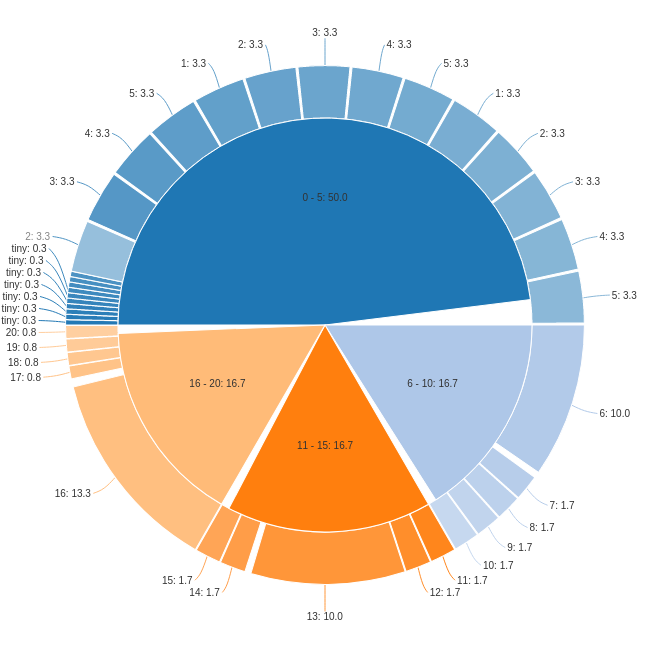 3: 3.3
2: 3.3
4: 3.3
1: 3.3
5: 3.3
5: 3.3
1: 3.3
4: 3.3
2: 3.3
3: 3.3
3: 3.3
0 - 5: 50.0
2: 3.3
4: 3.3
tiny: 0.3
tiny: 0.3
tiny: 0.3
tiny: 0.3
tiny: 0.3
5: 3.3
tiny: 0.3
tiny: 0.3
20: 0.8
19: 0.8
18: 0.8
17: 0.8
16 - 20: 16.7
6 - 10: 16.7
6: 10.0
11 - 15: 16.7
16: 13.3
7: 1.7
8: 1.7
9: 1.7
10: 1.7
15: 1.7
11: 1.7
14: 1.7
12: 1.7
13: 10.0